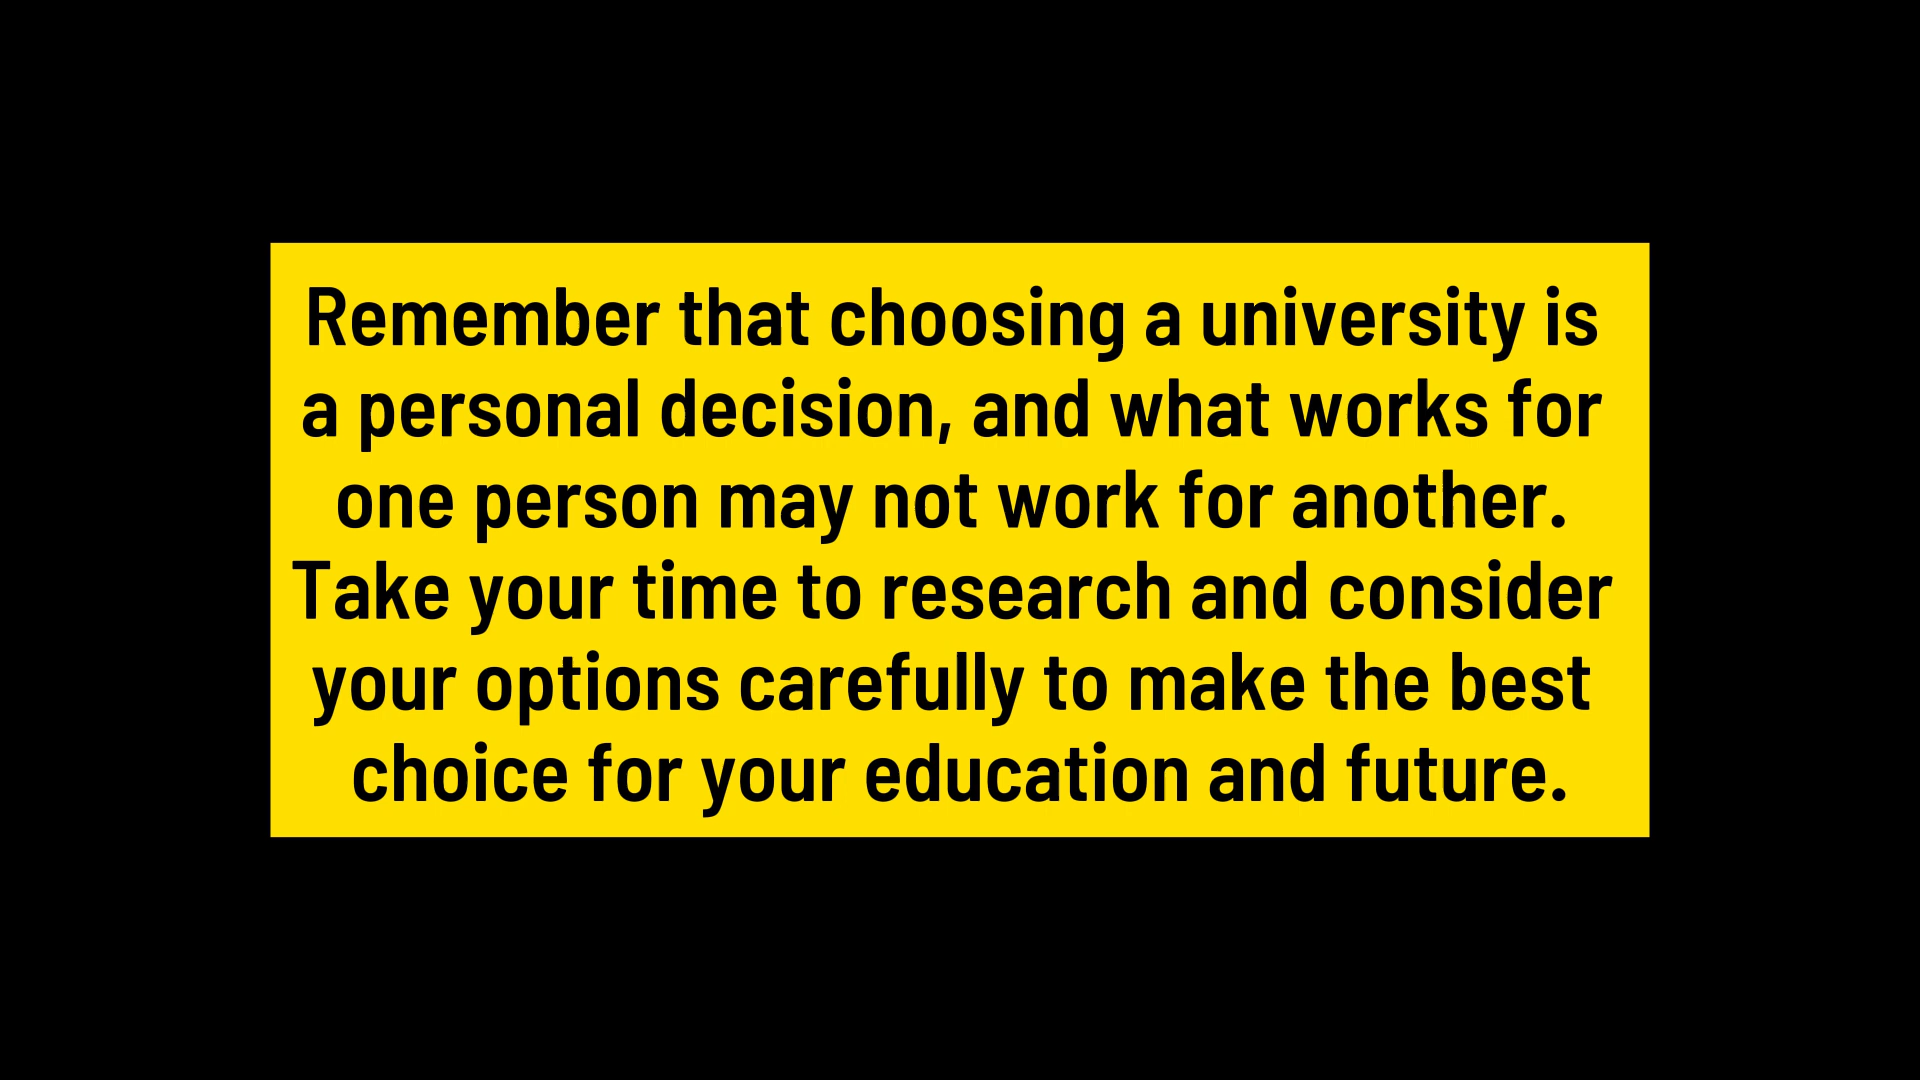 Remember that choosing a university is
a personal decision, and what works for
one person may not work for another.
Take your time to research and consider
your options carefully to make the best
choice for your education and future.